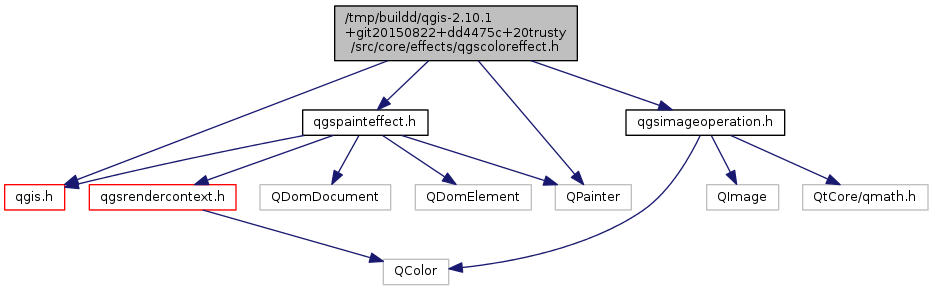 /tmp/buildd/qgis-2.10.1
+git20150822+dd4475c+20trusty
/src/core/effects/qgscoloreffect.h
qgspainteffect.h
qgsimageoperation.h
qgis.h
qgsrendercontext.h
QDomDocument
QDomElement
QPainter
QImage
QtCore/qmath.h
QColor